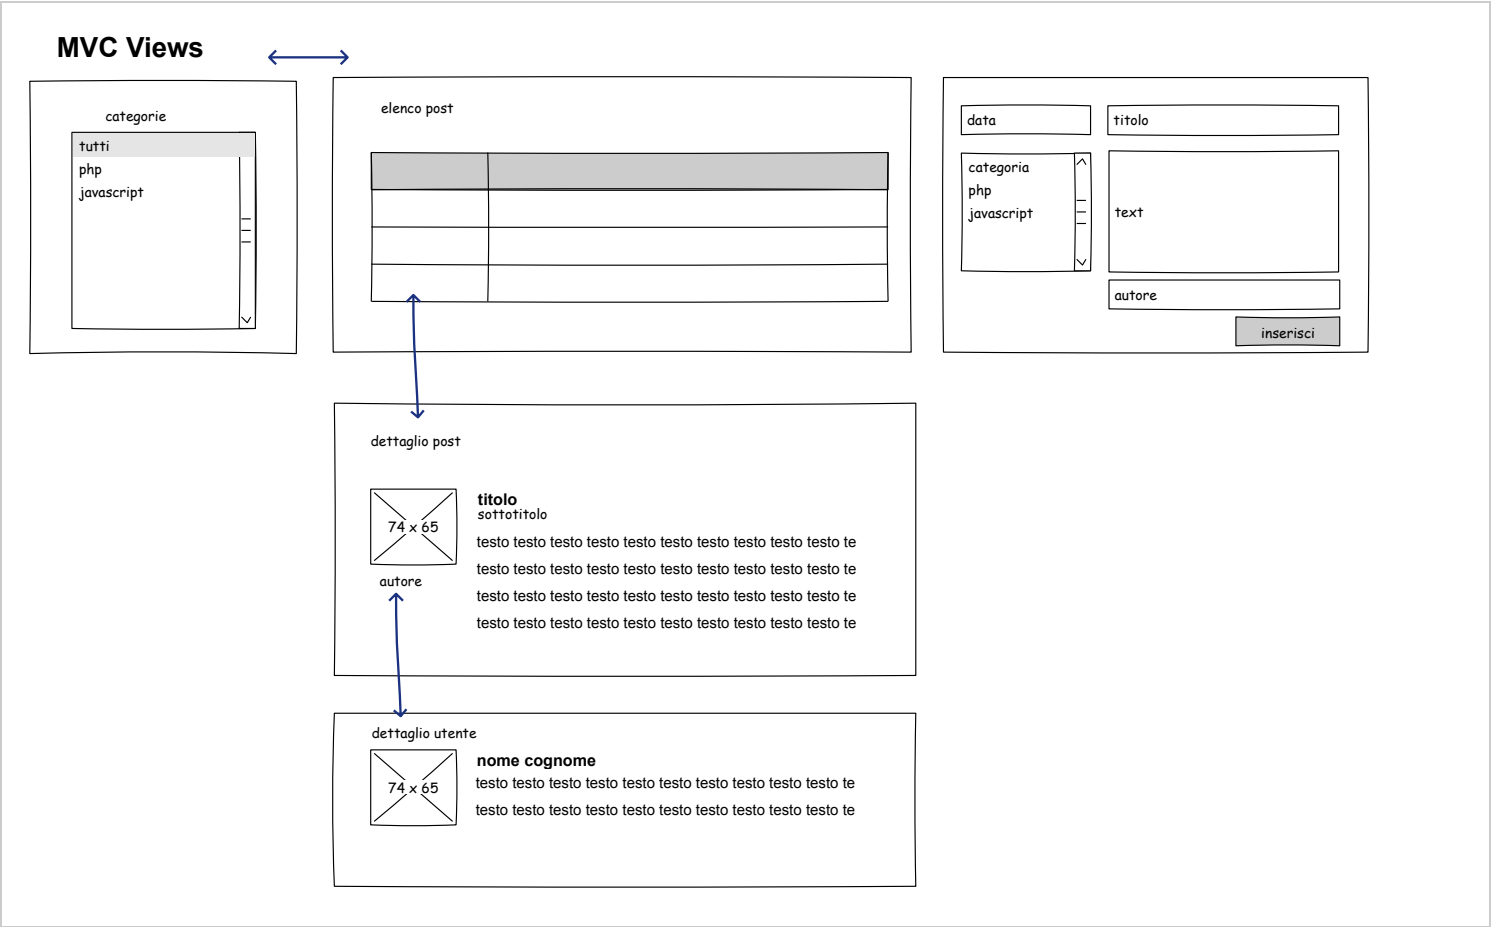 MVC Views
categorie
tutti
php
javascript
elenco post
data
titolo
categoria
php
javascript
text
autore
inserisci
dettaglio post
74 x 65
autore
titolo
sottotitolo
testo testo testo testo testo testo testo testo testo testo te
testo testo testo testo testo testo testo testo testo testo te
testo testo testo testo testo testo testo testo testo testo te
testo testo testo testo testo testo testo testo testo testo te
dettaglio utente
74 x 65
nome cognome
testo testo testo testo testo testo testo testo testo testo te
testo testo testo testo testo testo testo testo testo testo te